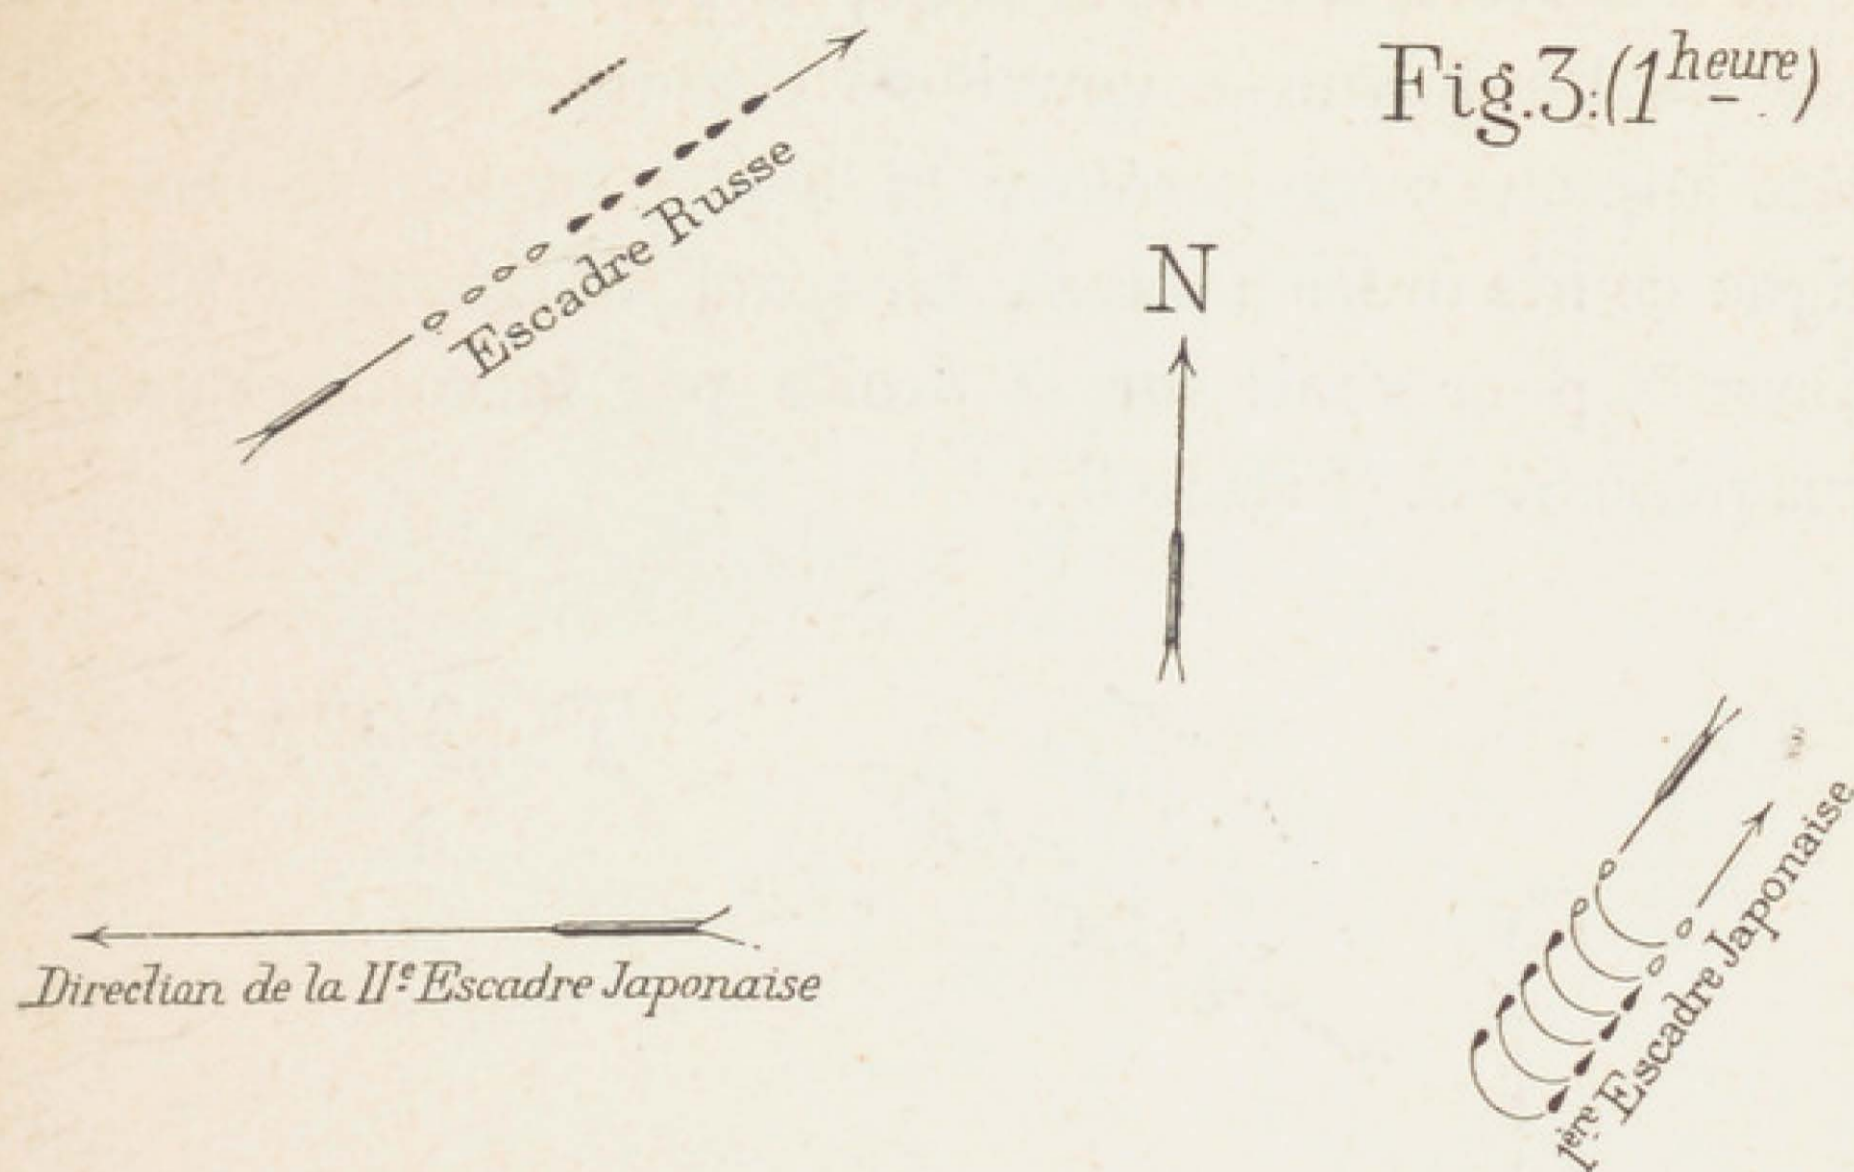 Fig.3:(1heure)
Escadre Russe
N
Direction de la IIe Escadre Japonaise
1ère Escadre Japonaise